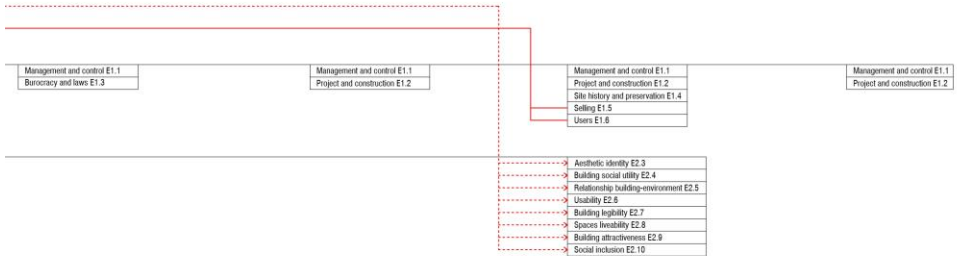 Management and control E1.1
Burocracy and laws E1.3
Management and control E1.1
Project and construction E1.2
Management and control E1.1
Project and construction E1.2
Site history and preservation E1.4
Selling E1.5
Users E1.6
Management and control E1.1
Project and construction E1.2
Aesthetic identity E2.3
Building social utility E2.4
Relationship building-environment E2.5
Usability E2.6
Building legibility E2.7
Spaces liveability E2.8
Building attractiveness E2.9
Social inclusion E2.10